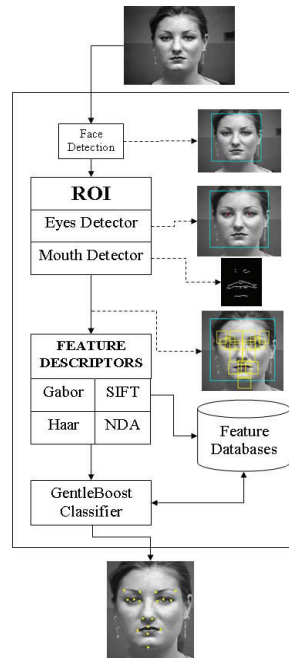 Face
Detection
ROI
Eyes Detector
Mouth Detector
FEATURE
DESCRIPTORS
Gabor SIFT
Haar NDA
Feature
Databases
GentleBoost
Classifier